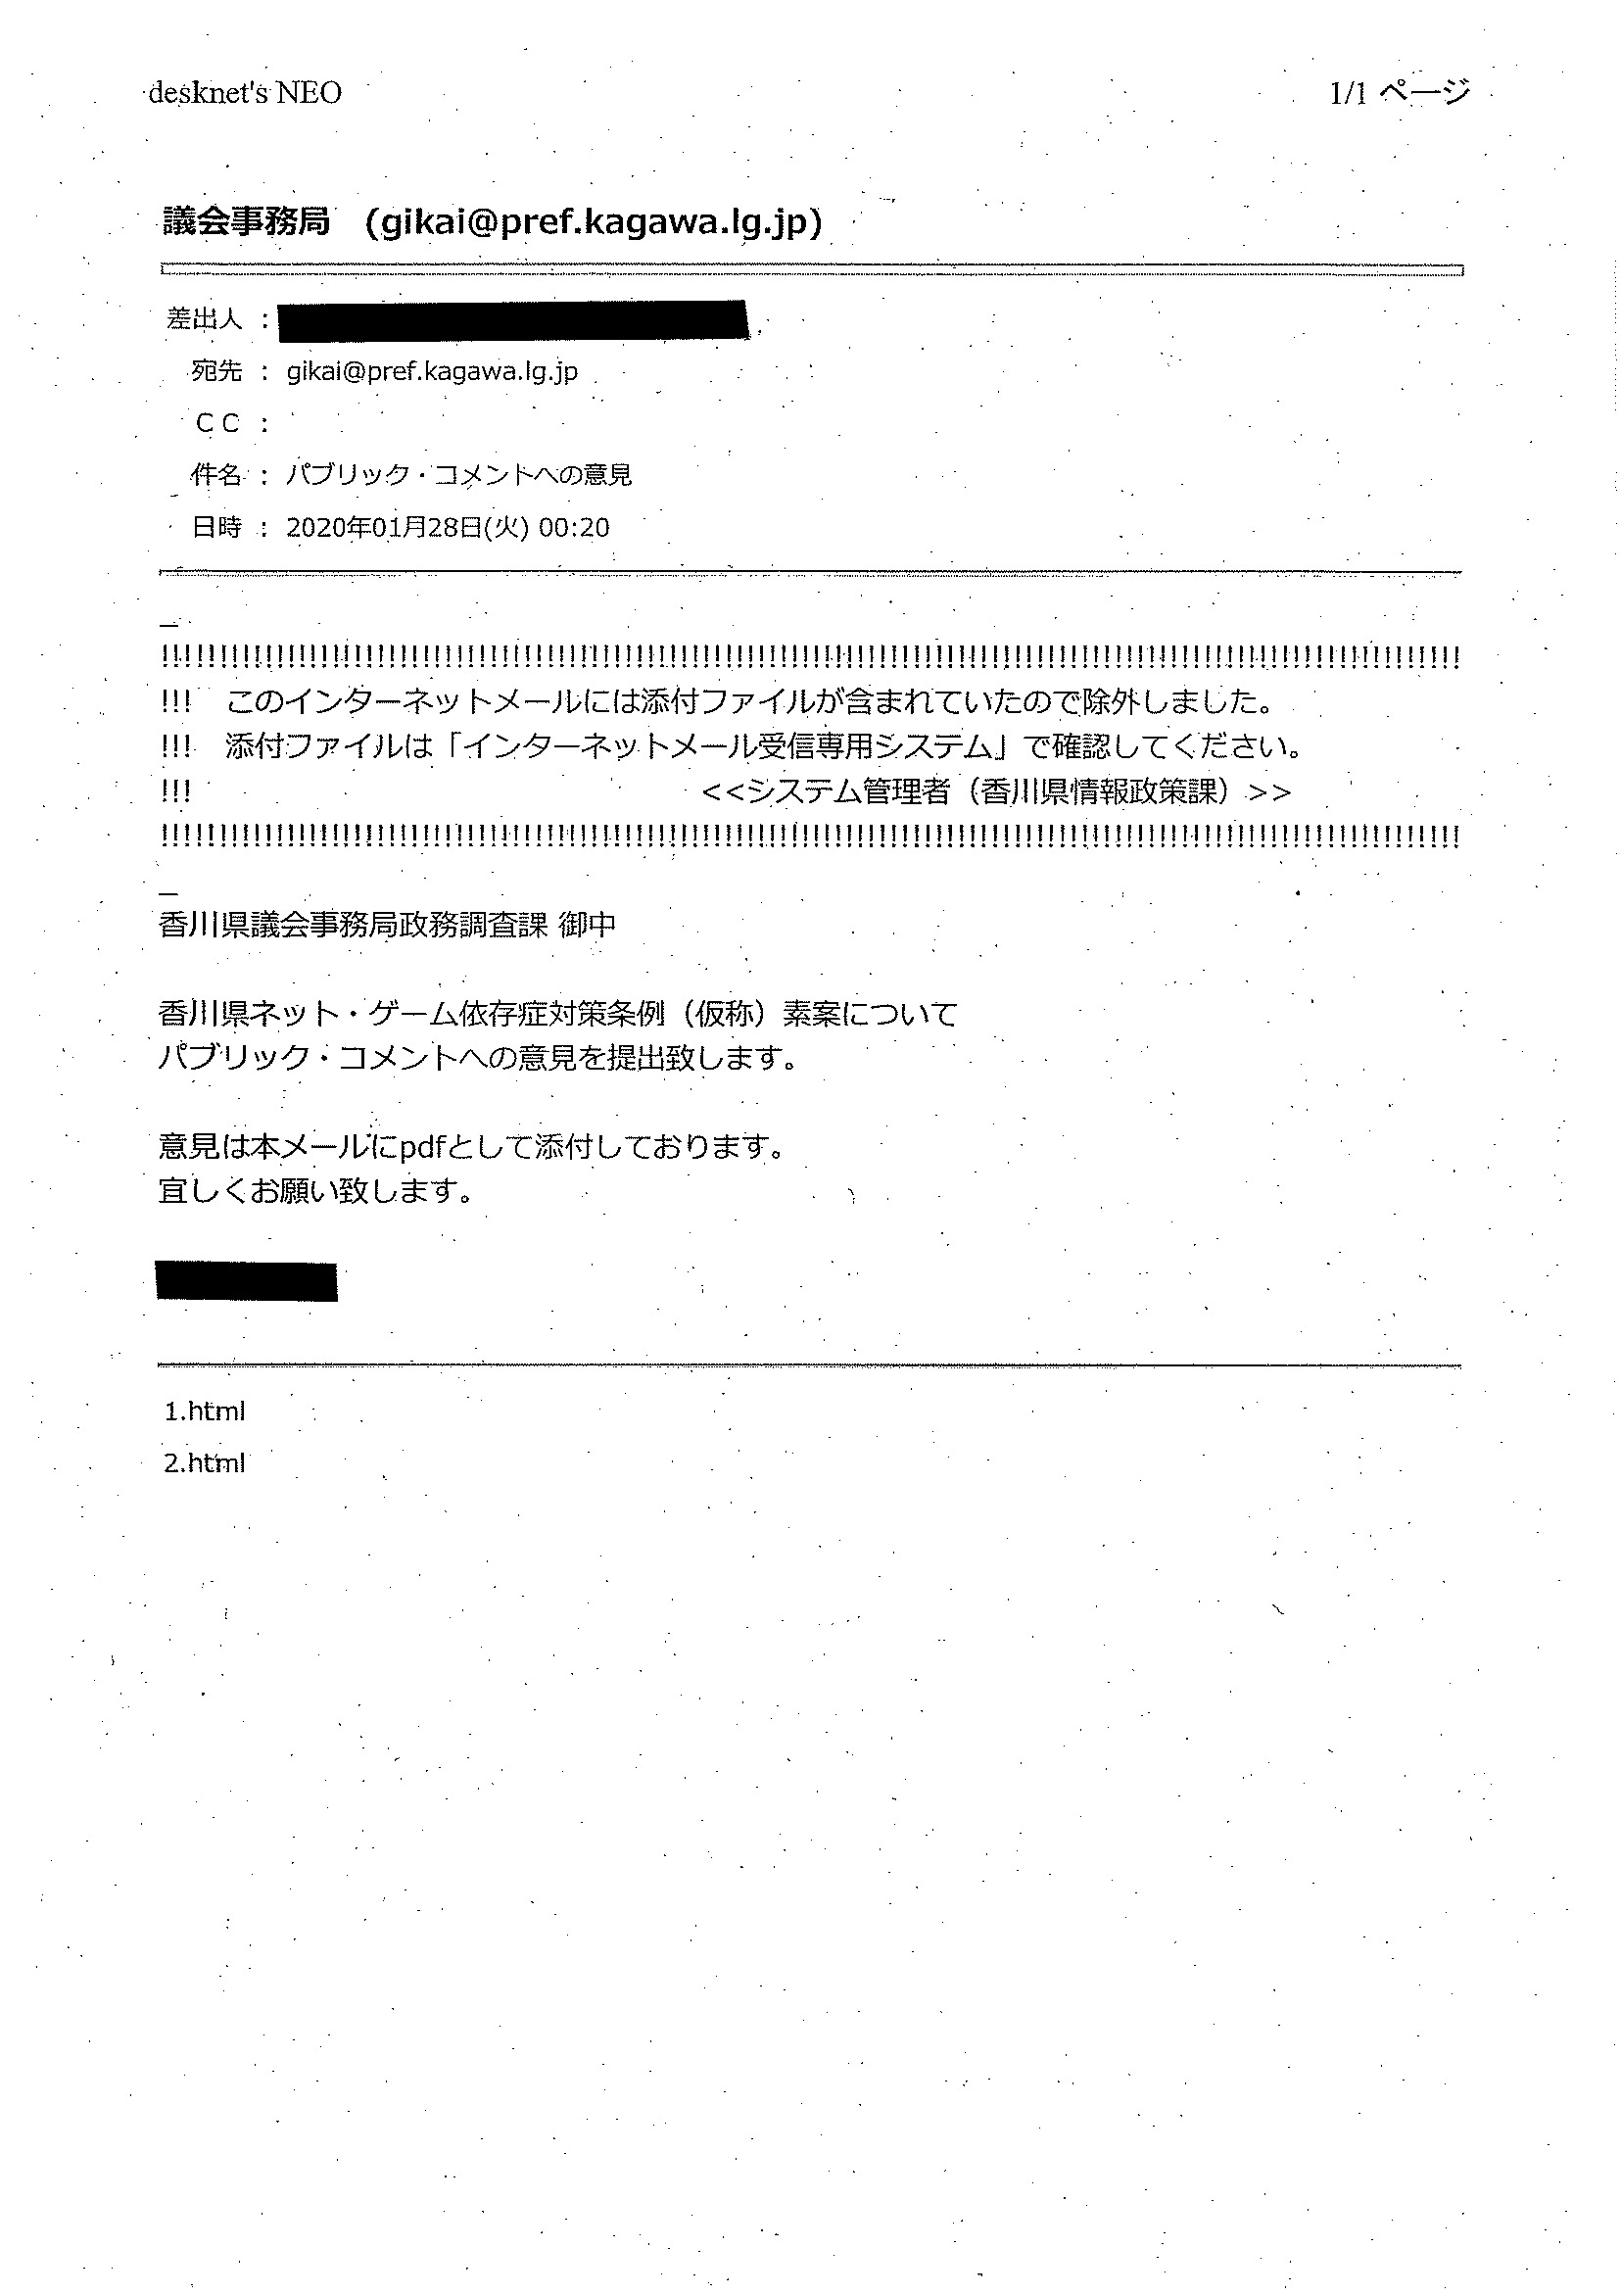 desknet's NEO
1/1 ページ
議会事務局 (gikai@pref.kagawa.lg.jp)
差出人 :
宛先 : gikai@pref.kagawa.lg.jp
ＣＣ :
件名 : パブリック・コメントへの意見
日時 : 2020年01月28日(火) 00:20
_
!!!!!!!!!!!!!!!!!!!!!!!!!!!!!!!!!!!!!!!!!!!!!!!!!!!!!!!!!!!!!!!!!!!!!!!!!!!!!!!!!!!!!!!!!!!!!!!!!!!!!!!!!!!!!!!!
!!! このインターネットメールには添付ファイルが含まれていたので除外しました。
!!! 添付ファイルは「インターネットメール受信専用システム」で確認してください。
!!! <<システム管理者（香川県情報政策課）>>
!!!!!!!!!!!!!!!!!!!!!!!!!!!!!!!!!!!!!!!!!!!!!!!!!!!!!!!!!!!!!!!!!!!!!!!!!!!!!!!!!!!!!!!!!!!!!!!!!!!!!!!!!!!!!!!!
_
香川県議会事務局政務調査課 御中
香川県ネット・ゲーム依存症対策条例（仮称）素案について
パブリック・コメントへの意見を提出致します。
意見は本メールにpdfとして添付しております。
宜しくお願い致します。
1.html
2.html